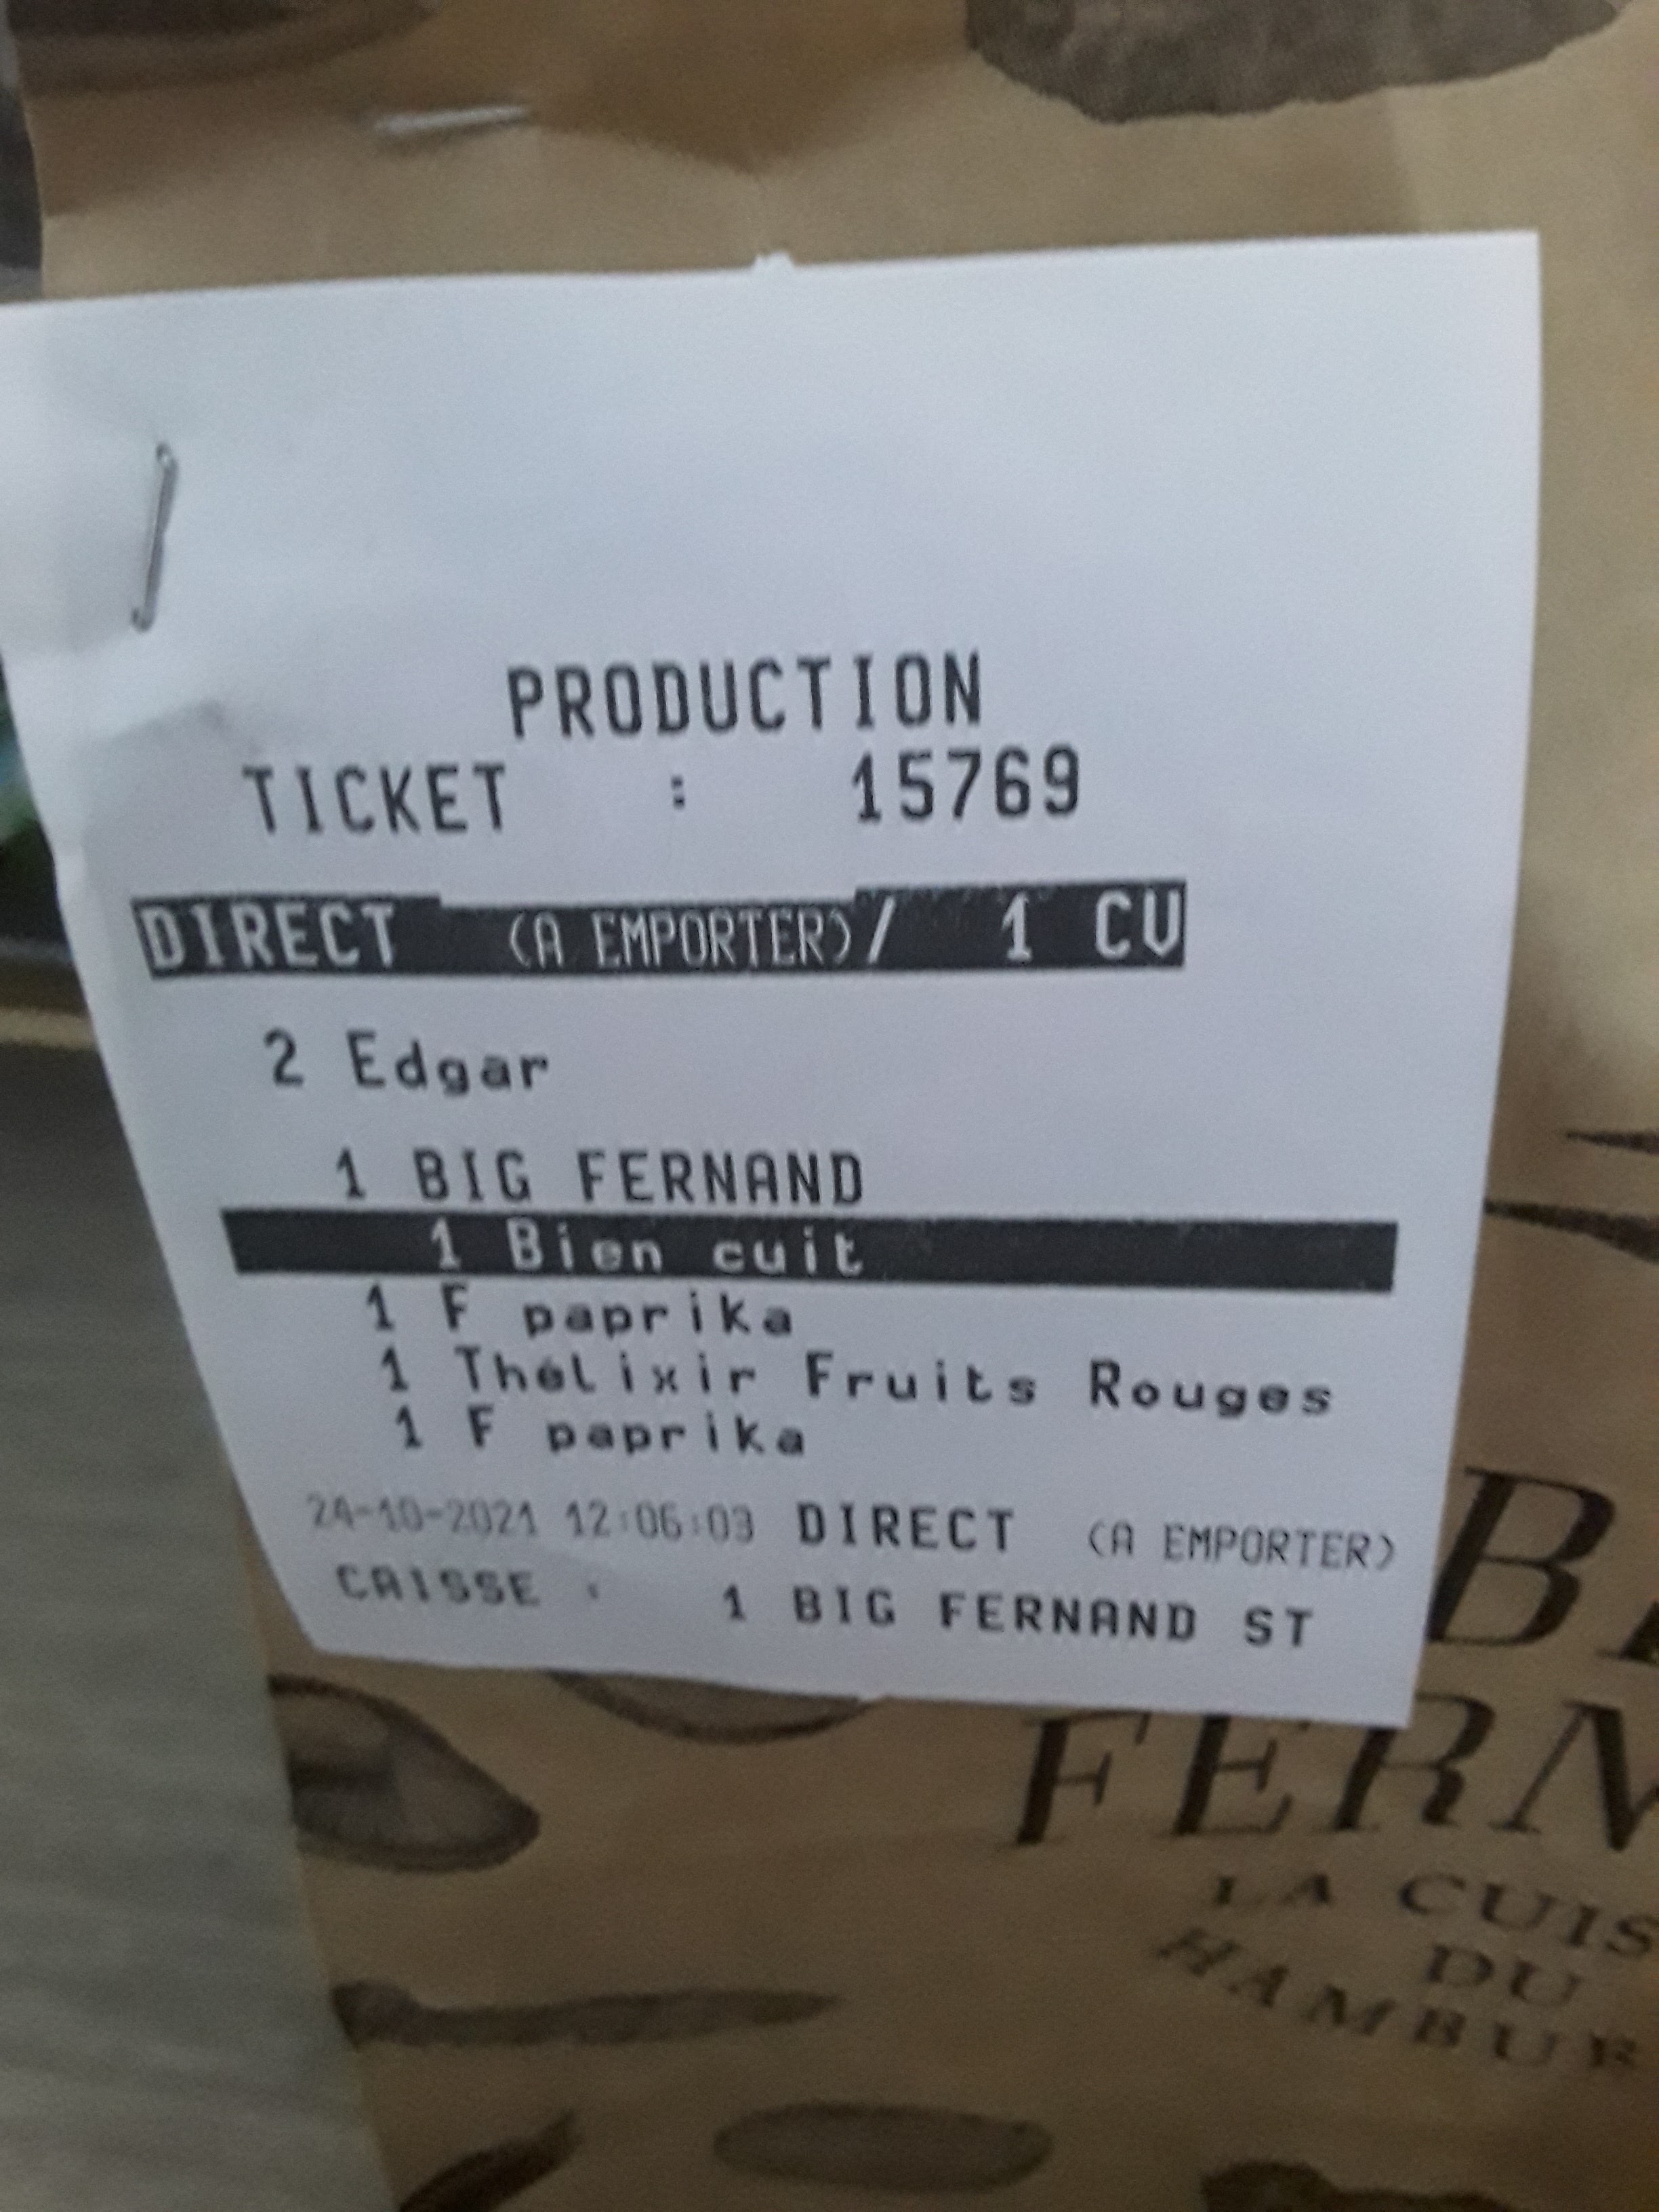 PRODUCTION
TICKET : 15769
DIRECT (A EMPORTER)/ 1 CV
2 Edgar
1 BIG FERNAND
1 Bien cuit
1 F paprika
1 Thélixir Fruits Rouges
1 F paprika
24-10-2021 12:06:03 DIRECT (A EMPORTER)
CAISSE : 1 BIG FERNAND ST
B
FERN
LA CUIS
DU
HAMBUR